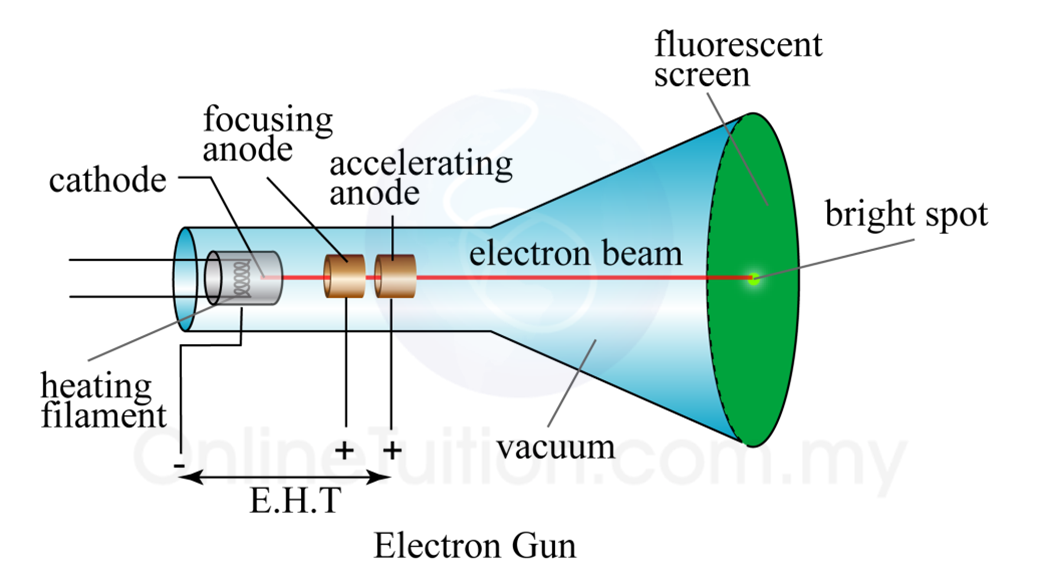 fluorescent
screen
focusing
anode
accelerating
anode
cathode
bright spot
electron beam
heating
filament
vacuum
OnlineTuition.com.my
- + +
E.H.T
Electron Gun